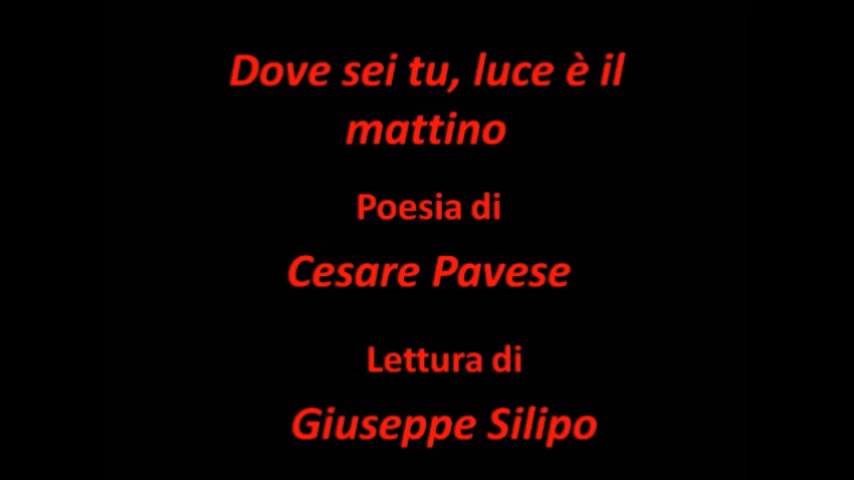 Dove sei tu, luce è il
mattino
Poesia di
Cesare Pavese
Lettura di
Giuseppe Silipo